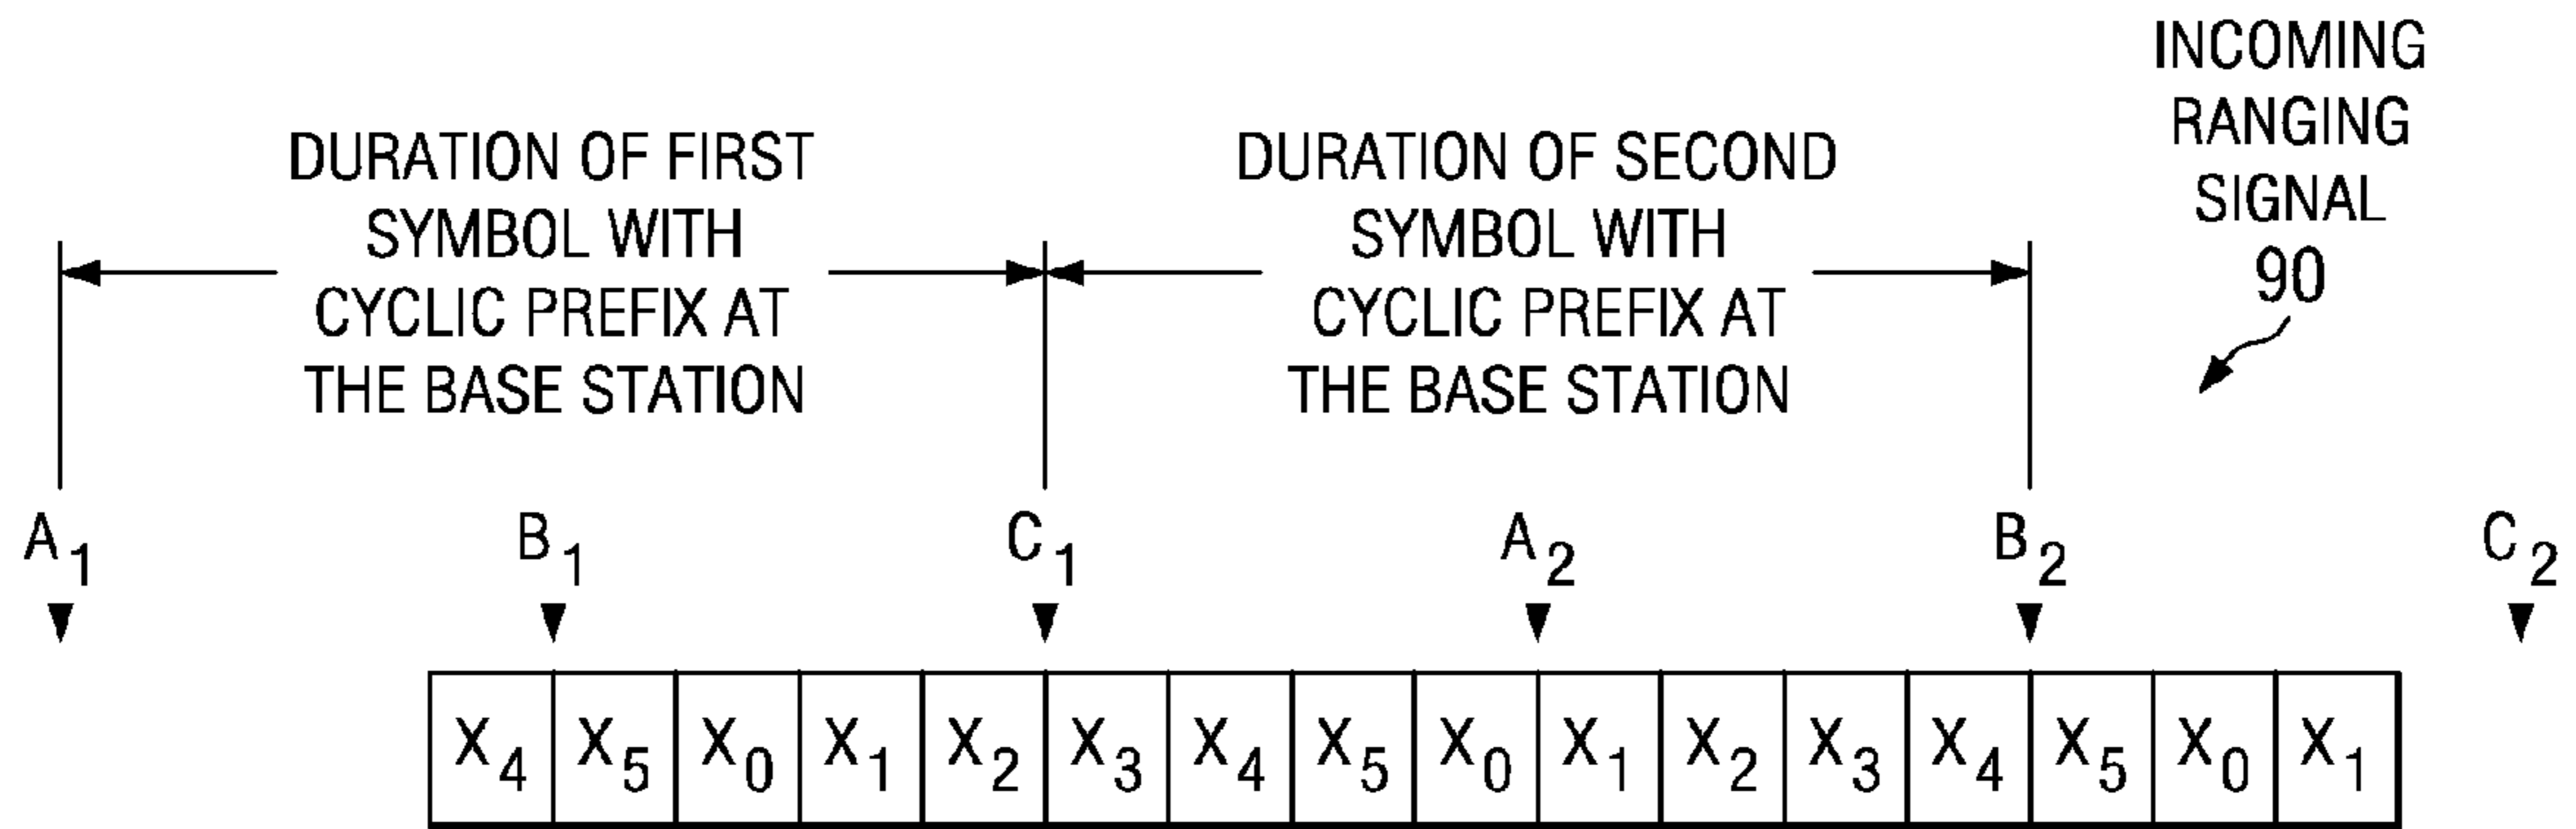 INCOMING
RANGING
SIGNAL
90
DURATION OF FIRST
SYMBOL WITH
CYCLIC PREFIX AT
THE BASE STATION
DURATION OF SECOND
SYMBOL WITH
CYCLIC PREFIX AT
THE BASE STATION
A1 B1 C1 A2 B2 C2
X4 X5 X0 X1 X2 X3 X4 X5 X0 X1 X2 X3 X4 X5 X0 X1